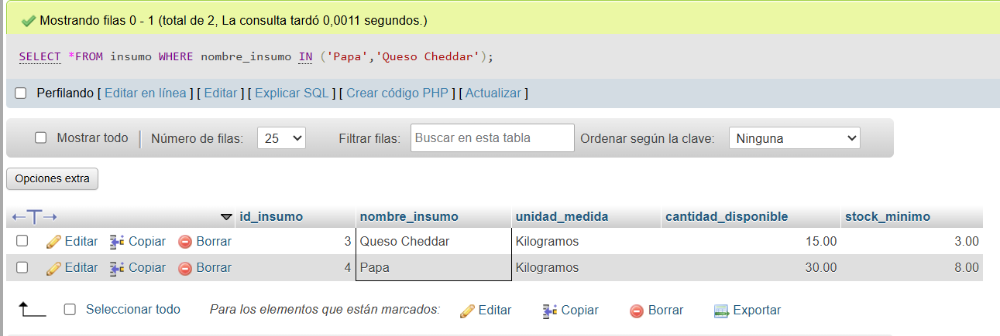 Mostrando filas 0 - 1 (total de 2, La consulta tardó 0,0011 segundos.)
SELECT *FROM insumo WHERE nombre_insumo IN ('Papa','Queso Cheddar');
Perfilando [ Editar en línea ] [ Editar ] [ Explicar SQL ] [ Crear código PHP ] [ Actualizar ]
Mostrar todo Número de filas: 25 Filtrar filas: Buscar en esta tabla Ordenar según la clave: Ninguna
Opciones extra
←T→ id_insumo nombre_insumo unidad_medida cantidad_disponible stock_minimo
Editar Copiar Borrar 3 Queso Cheddar Kilogramos 15.00 3.00
Editar Copiar Borrar 4 Papa Kilogramos 30.00 8.00
Seleccionar todo Para los elementos que están marcados: Editar Copiar Borrar Exportar